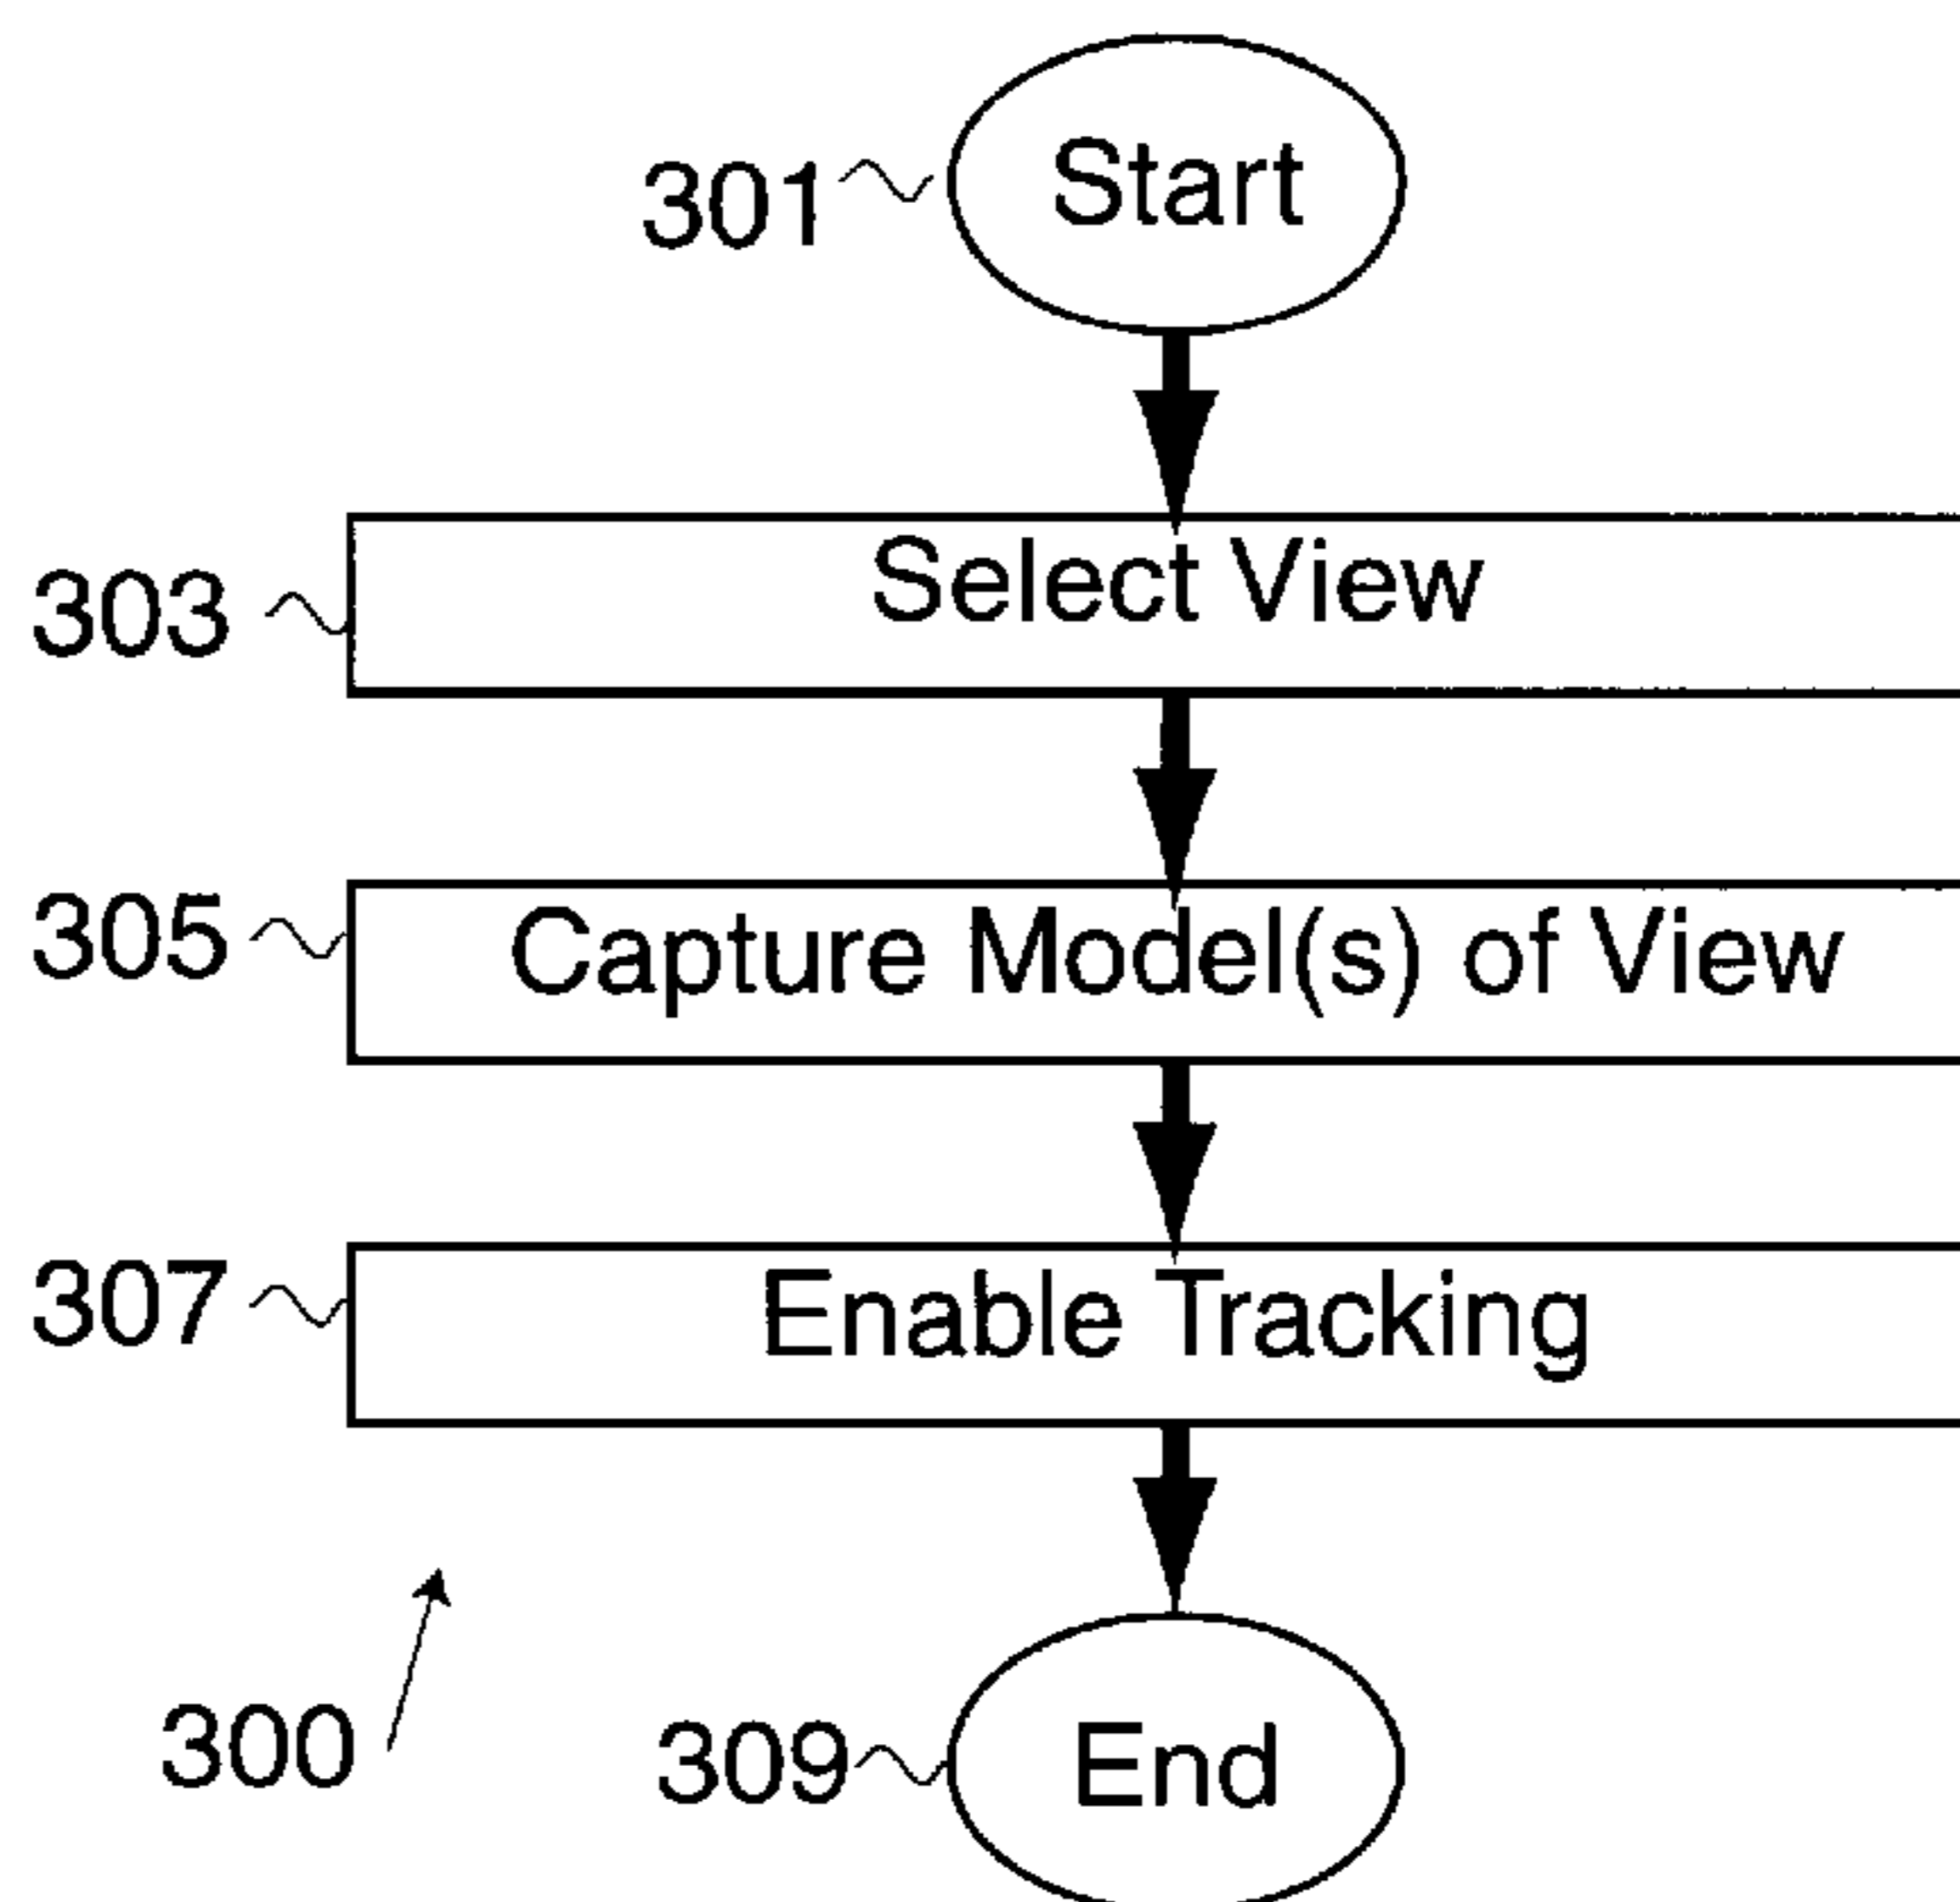 301 Start
303 Select View
305 Capture Model(s) of View
307 Enable Tracking
300
309 End